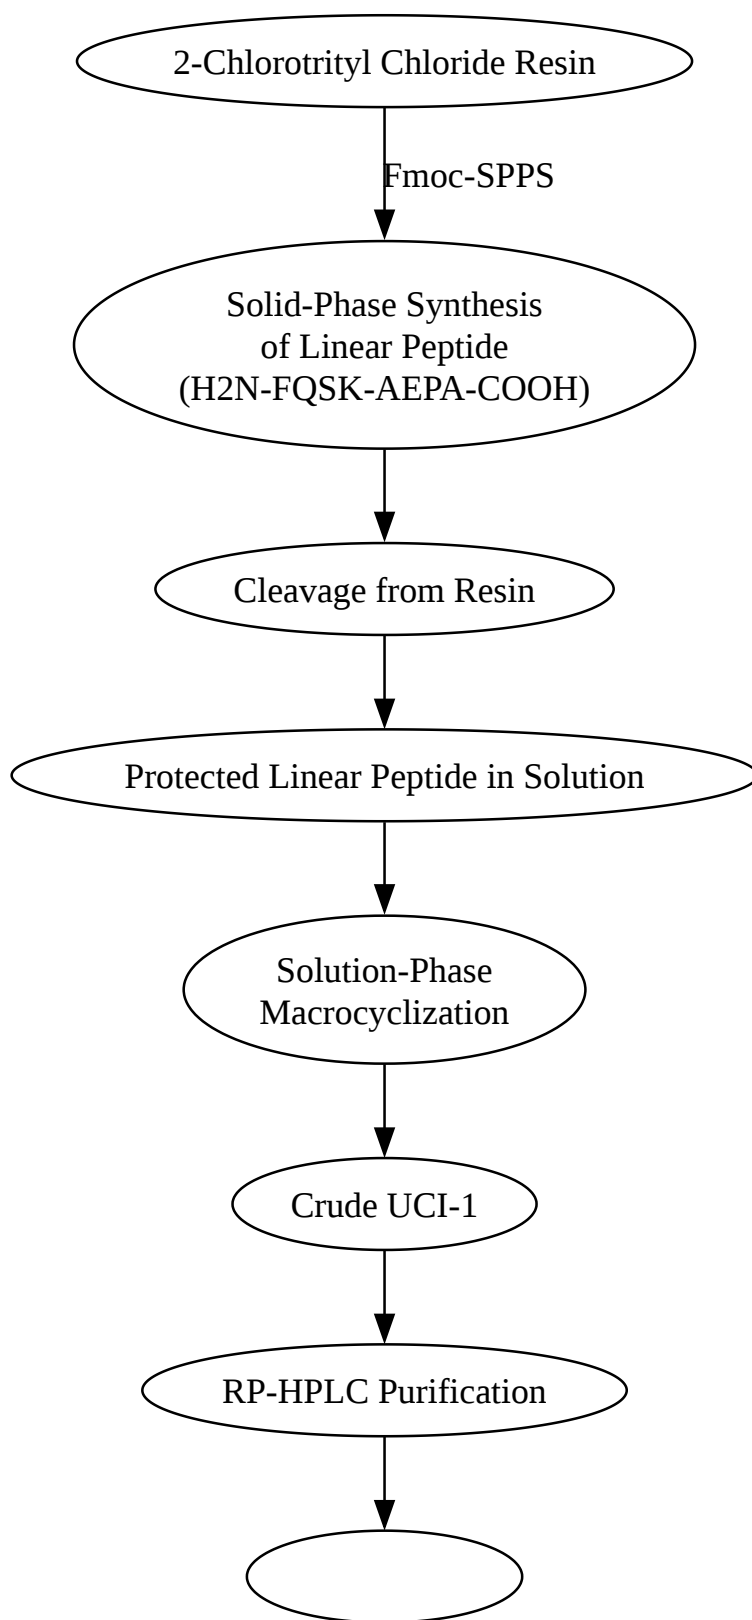 2-Chlorotrityl Chloride Resin
Fmoc-SPPS
Solid-Phase Synthesis
of Linear Peptide
(H2N-FQSK-AEPA-COOH)
Cleavage from Resin
Protected Linear Peptide in Solution
Solution-Phase
Macrocyclization
Crude UCI-1
RP-HPLC Purification